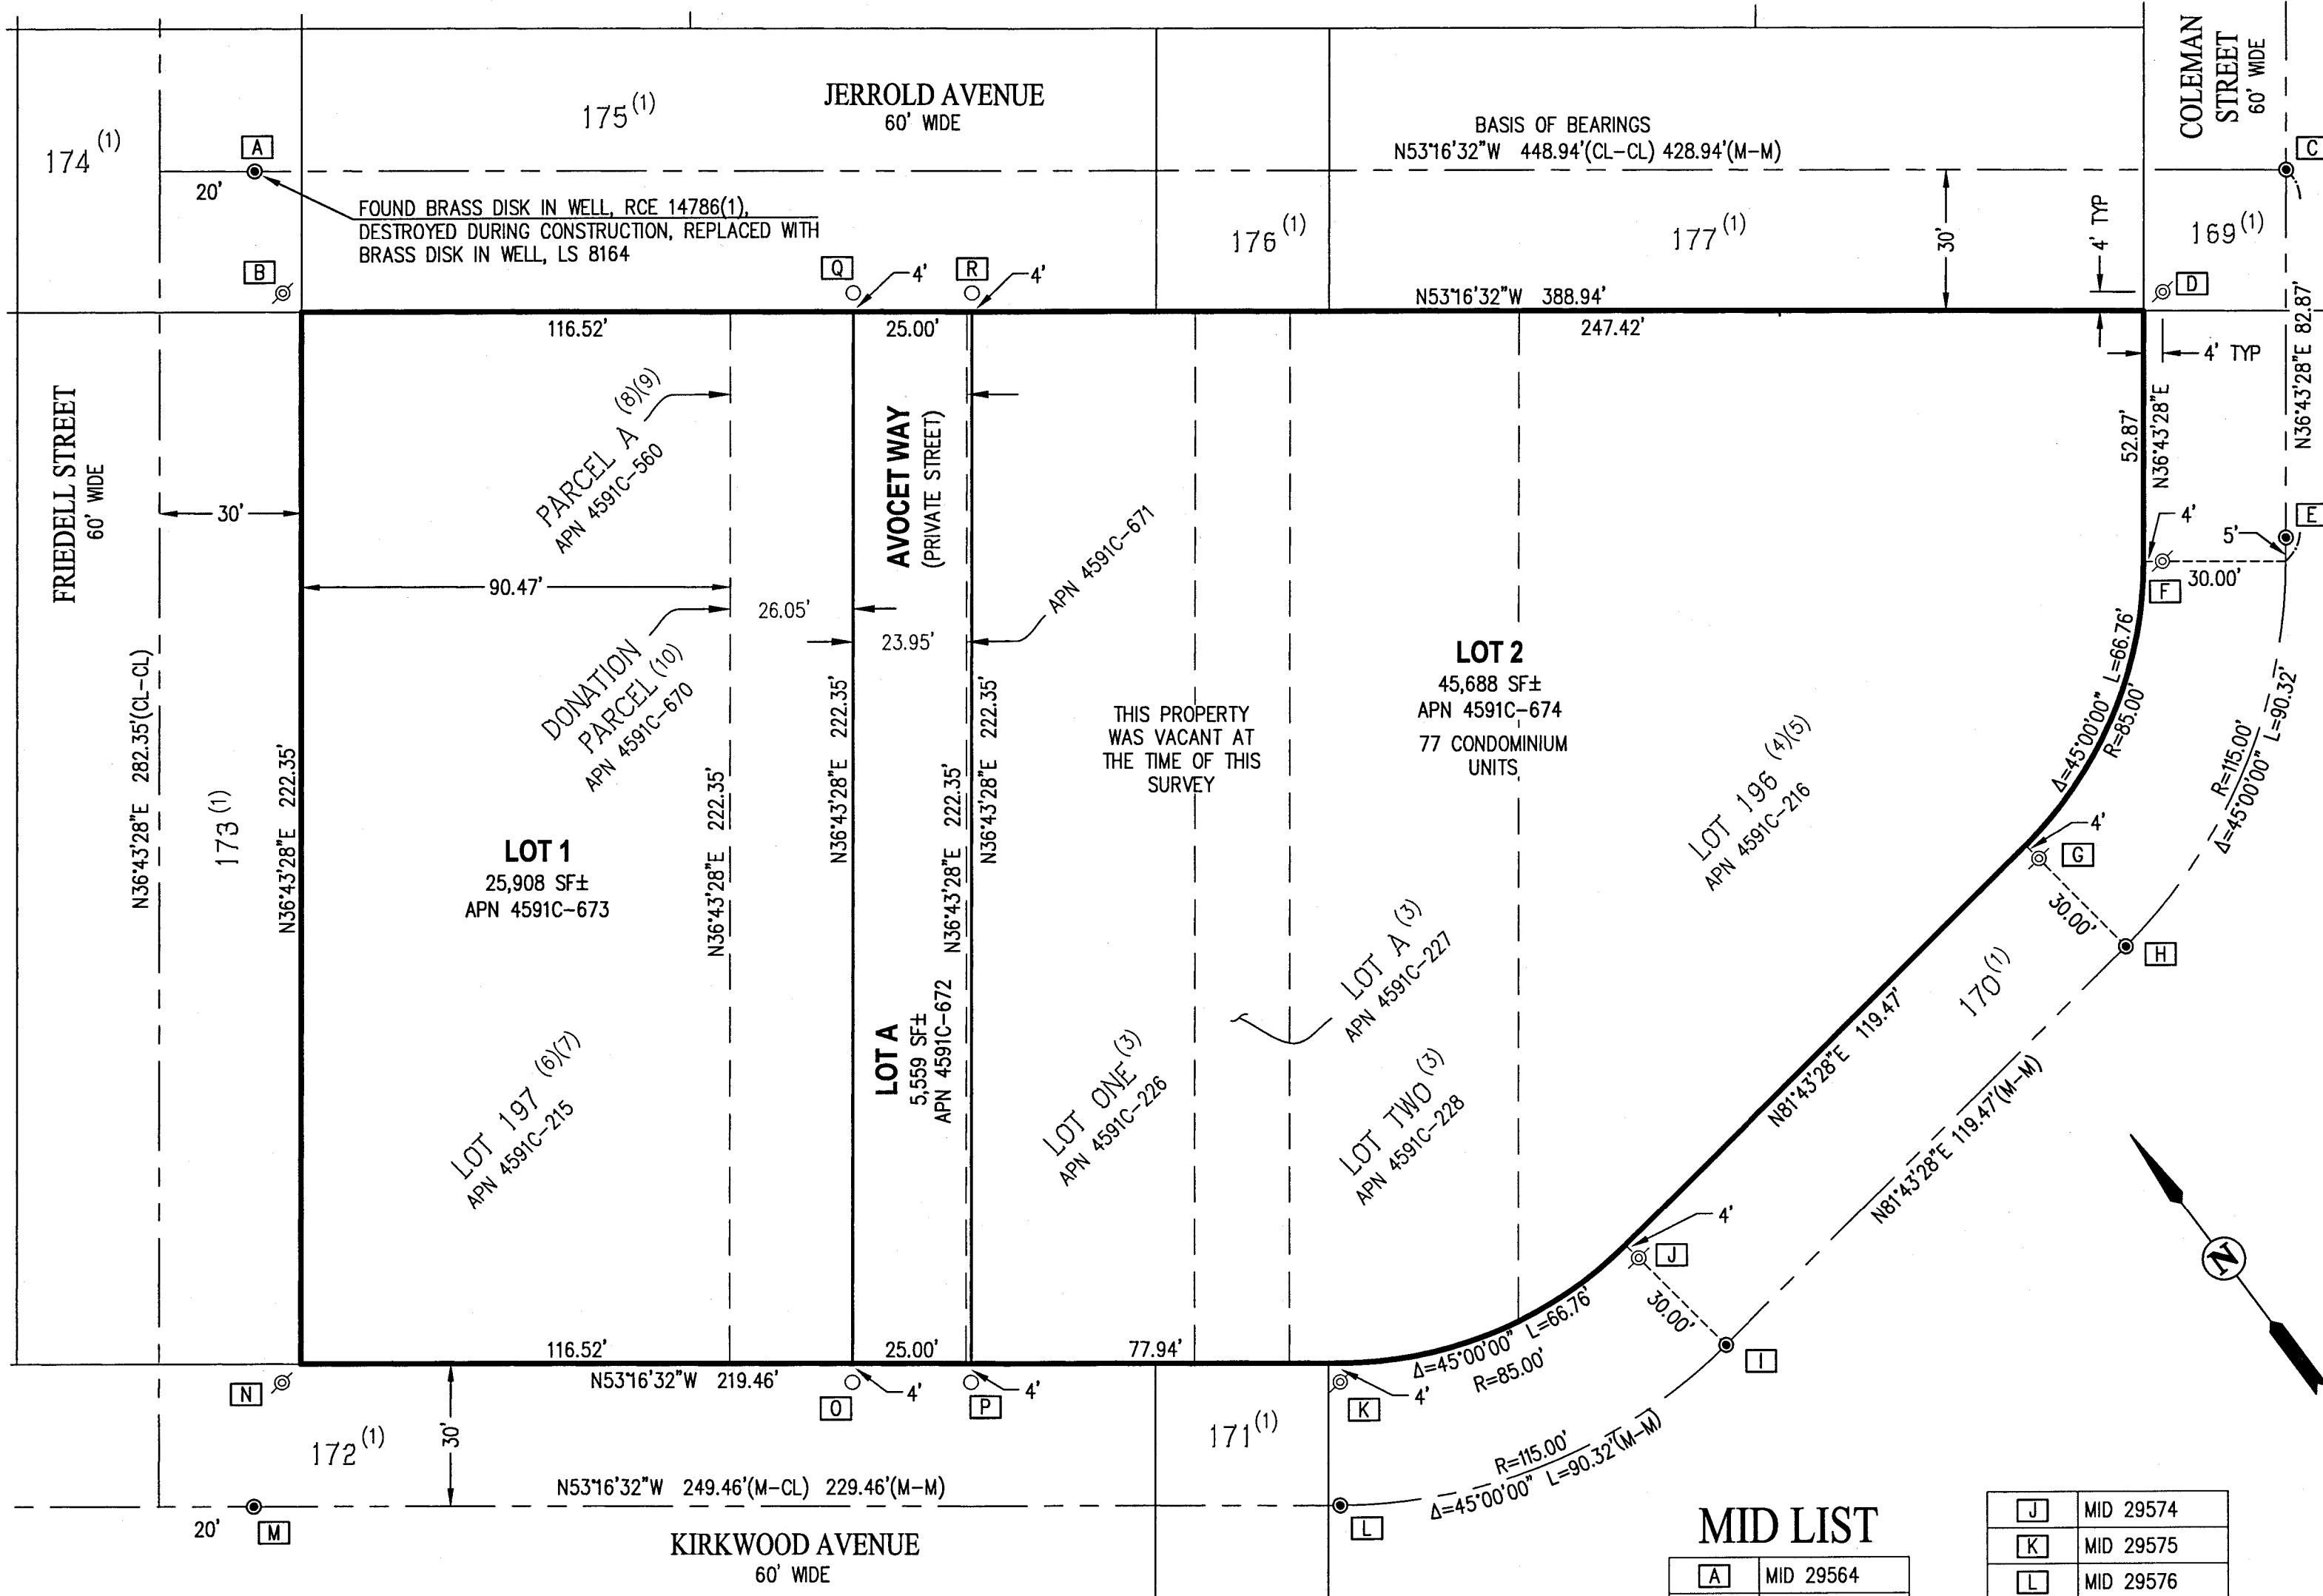 JERROLD AVENUE
60' WIDE
COLEMAN
STREET
60' WIDE
174 (1)
A
175 (1)
BASIS OF BEARINGS
N53°16'32"W 448.94'(CL-CL) 428.94'(M-M)
C
20'
FOUND BRASS DISK IN WELL, RCE 14786(1),
DESTROYED DURING CONSTRUCTION, REPLACED WITH
BRASS DISK IN WELL, LS 8164
176 (1)
177 (1)
30'
4' TYP
169 (1)
B
Q
4'
R
4'
D
N53°16'32"W 388.94'
116.52'
25.00'
247.42'
4' TYP
N36°43'28"E 82.87'
FRIEDELL STREET
60' WIDE
30'
PARCEL A (8)(9)
APN 4591C-560
AVOCET WAY
(PRIVATE STREET)
APN 4591C-671
52.87'
N36°43'28"E
4'
5'
E
30.00'
F
90.47'
26.05'
23.95'
DONATION
PARCEL (10)
APN 4591C-670
LOT 2
45,688 SF±
APN 4591C-674
77 CONDOMINIUM
UNITS
THIS PROPERTY
WAS VACANT AT
THE TIME OF THIS
SURVEY
LOT 196 (4)(5)
APN 4591C-216
Δ=45°00'00" L=66.76'
R=85.00'
R=115.00'
Δ=45°00'00" L=90.32'
N36°43'28"E 282.35'(CL-CL)
173 (1)
N36°43'28"E 222.35'
N36°43'28"E 222.35'
N36°43'28"E 222.35'
N36°43'28"E 222.35'
N36°43'28"E 222.35'
LOT 1
25,908 SF±
APN 4591C-673
4'
G
30.00'
H
LOT A (3)
APN 4591C-227
170 (1)
N81°43'28"E 119.47'
N81°43'28"E 119.47'(M-M)
LOT 197 (6)(7)
APN 4591C-215
LOT A
5,559 SF±
APN 4591C-672
LOT ONE (3)
APN 4591C-226
LOT TWO (3)
APN 4591C-228
4'
J
30.00'
I
N
116.52'
25.00'
77.94'
N53°16'32"W 219.46'
N
O
4'
P
4'
K
4'
Δ=45°00'00" L=66.76'
R=85.00'
172 (1)
30'
171 (1)
R=115.00'
Δ=45°00'00" L=90.32'(M-M)
N53°16'32"W 249.46'(M-CL) 229.46'(M-M)
20'
M
L
KIRKWOOD AVENUE
60' WIDE
MID LIST
A MID 29564
J MID 29574
K MID 29575
L MID 29576